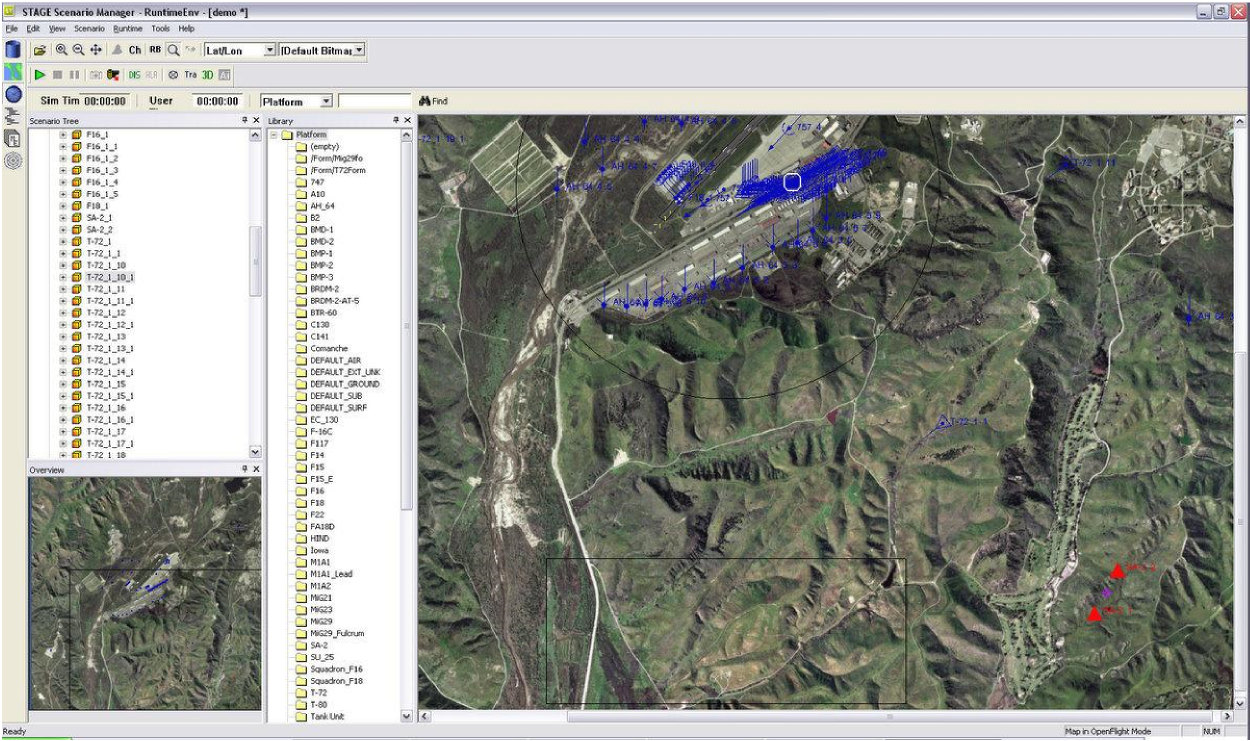 STAGE Scenario Manager - RuntimeEnv - [demo *]
File Edit View Scenario Runtime Tools Help
Ch RB Lat/Lon [Default Bitmap
DIS Tra 3D
Sim Tim 00:00:00 User 00:00:00 Platform Find
Scenario Tree
F16_1
F16_1_1
F16_1_2
F16_1_3
F16_1_4
F16_1_5
F18_1
SA-2_1
SA-2_2
T-72_1
T-72_1_1
T-72_1_10
T-72_1_10_1
T-72_1_11
T-72_1_11_1
T-72_1_12
T-72_1_12_1
T-72_1_13
T-72_1_13_1
T-72_1_14
T-72_1_14_1
T-72_1_15
T-72_1_15_1
T-72_1_16
T-72_1_16_1
T-72_1_17
T-72_1_17_1
T-72_1_18
Overview
Library
Platform
(empty)
/Form/Mig29fo
/Form/T72Form
747
A10
AH_64
B2
BMD-1
BMD-2
BMP-1
BMP-2
BMP-3
BRDM-2
BRDM-2-AT-5
BTR-60
C130
C141
Comanche
DEFAULT_AIR
DEFAULT_EXT_LINK
DEFAULT_GROUND
DEFAULT_SUB
DEFAULT_SURF
EC_130
F-16C
F117
F14
F15
F15_E
F16
F18
F22
FA18D
HIND
Iowa
M1A1
M1A1_Lead
M1A2
MiG21
MiG23
MiG29
MiG29_Fulcrum
SA-2
SU_25
Squadron_F16
Squadron_F18
T-72
T-80
Tank Unit
757_4
T-72_1_11
Ready
Map in OpenFlight Mode NUM